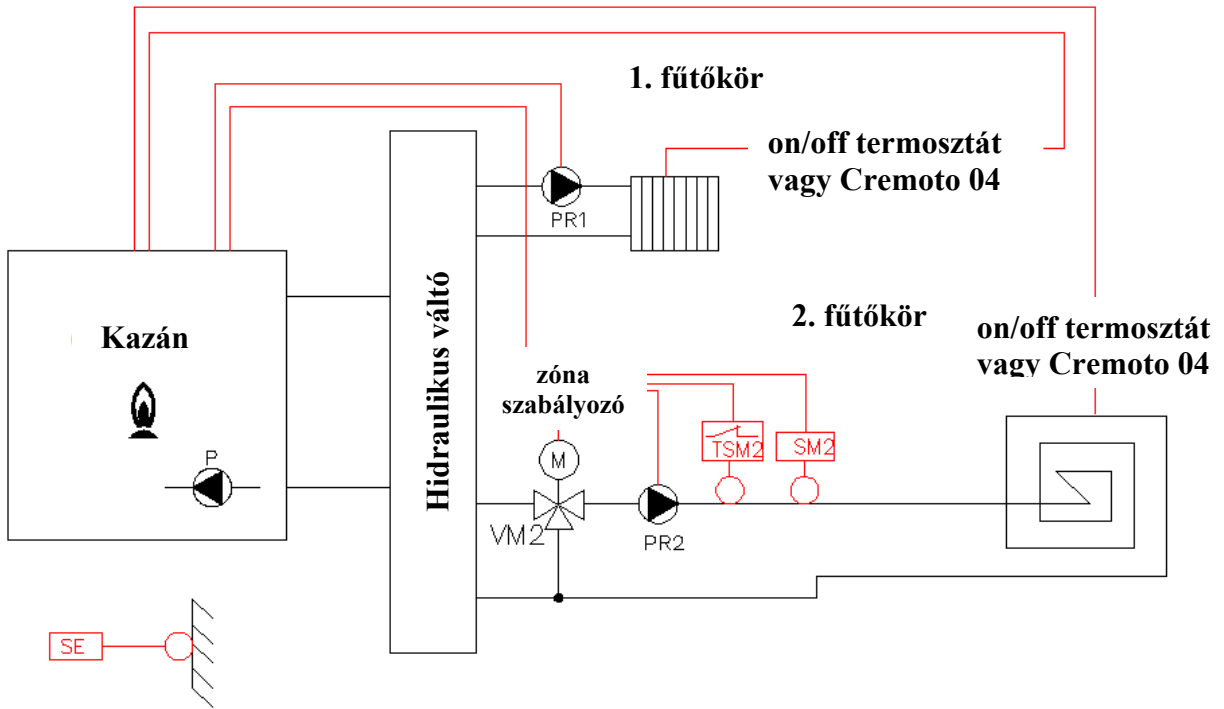 1. fűtőkör
on/off termosztát
vagy Cremoto 04
PR1
Kazán
P
Hidraulikus váltó
2. fűtőkör
on/off termosztát
vagy Cremoto 04
zóna
szabályozó
M
TSM2
SM2
VM2
PR2
SE